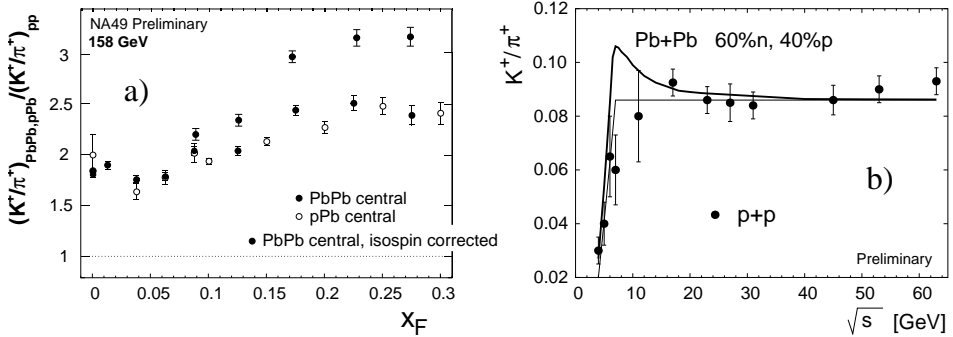 NA49 Preliminary
158 GeV
a)
(K⁺/π⁺)PbPb,pPb/(K⁺/π⁺)pp
3
2.5
2
1.5
1
PbPb central
pPb central
PbPb central, isospin corrected
0 0.05 0.1 0.15 0.2 0.25 0.3
xF
K⁺/π⁺
0.12
0.10
0.08
0.06
0.04
0.02
Pb+Pb 60%n, 40%p
b)
p+p
Preliminary
0 10 20 30 40 50 60
√s [GeV]